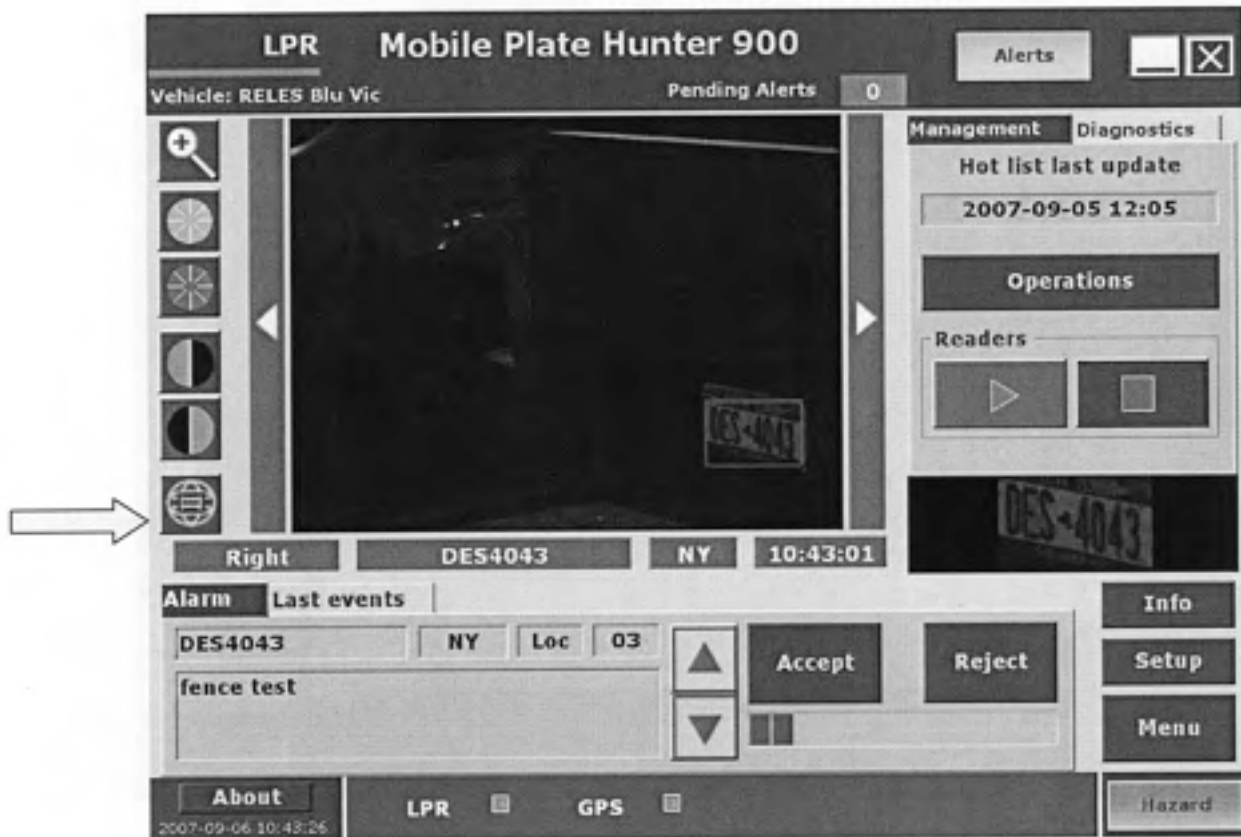 LPR Mobile Plate Hunter 900 Alerts
Vehicle: RELES Blu Vic Pending Alerts 0
Management Diagnostics
Hot list last update
2007-09-05 12:05
Operations
Readers
DES 4043
DES 4043
Right DES4043 NY 10:43:01
Alarm Last events
DES4043 NY Loc 03
fence test
Accept Reject
Info
Setup
Menu
About
2007-09-06 10:43:26
LPR GPS
Hazard